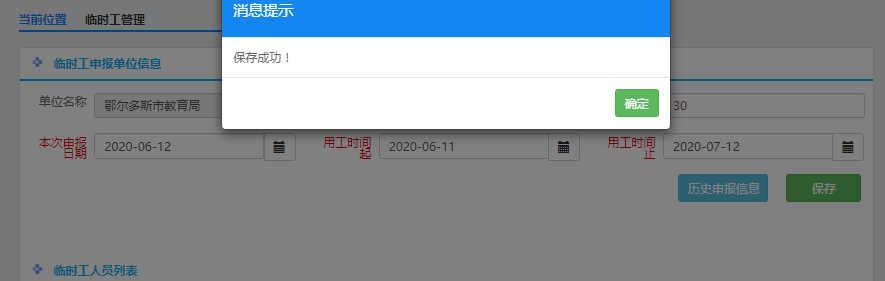 消息提示
当前位置 临时工管理
保存成功！
临时工申报单位信息
确定
单位名称 鄂尔多斯市教育局 30
本次申报日期 2020-06-12 用工时间起 2020-06-11 用工时间止 2020-07-12
历史申报信息 保存
临时工人员列表